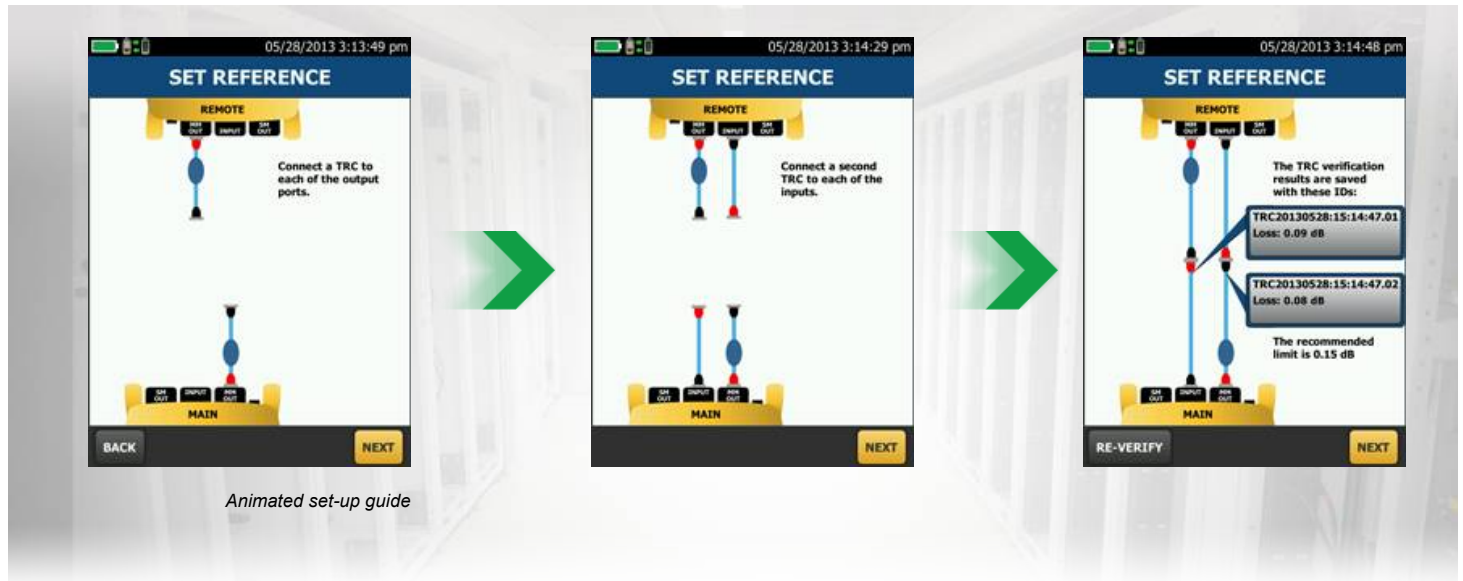 05/28/2013 3:13:49 pm
SET REFERENCE
REMOTE
MM OUT
INPUT
SM OUT
Connect a TRC to
each of the output
ports.
SM OUT
INPUT
MM OUT
MAIN
BACK
NEXT
Animated set-up guide
05/28/2013 3:14:29 pm
SET REFERENCE
REMOTE
MM OUT
INPUT
SM OUT
Connect a second
TRC to each of the
inputs.
SM OUT
INPUT
MM OUT
MAIN
NEXT
05/28/2013 3:14:48 pm
SET REFERENCE
REMOTE
MM OUT
INPUT
SM OUT
The TRC verification
results are saved
with these IDs:
TRC20130528:15:14:47.01
Loss: 0.09 dB
TRC20130528:15:14:47.02
Loss: 0.08 dB
The recommended
limit is 0.15 dB
SM OUT
INPUT
MM OUT
MAIN
RE-VERIFY
NEXT